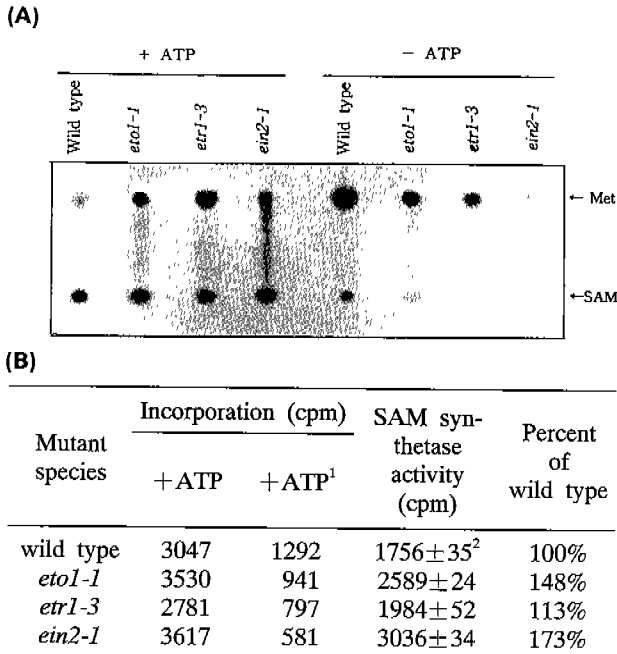 (A)
+ ATP − ATP
Wild type eto1-1 etr1-3 ein2-1 Wild type eto1-1 etr1-3 ein2-1
← Met
←SAM
(B)
Mutant species Incorporation (cpm) SAM syn-thetase activity (cpm) Percent of wild type
+ATP +ATP¹
wild type 3047 1292 1756±35² 100%
eto1-1 3530 941 2589±24 148%
etr1-3 2781 797 1984±52 113%
ein2-1 3617 581 3036±34 173%